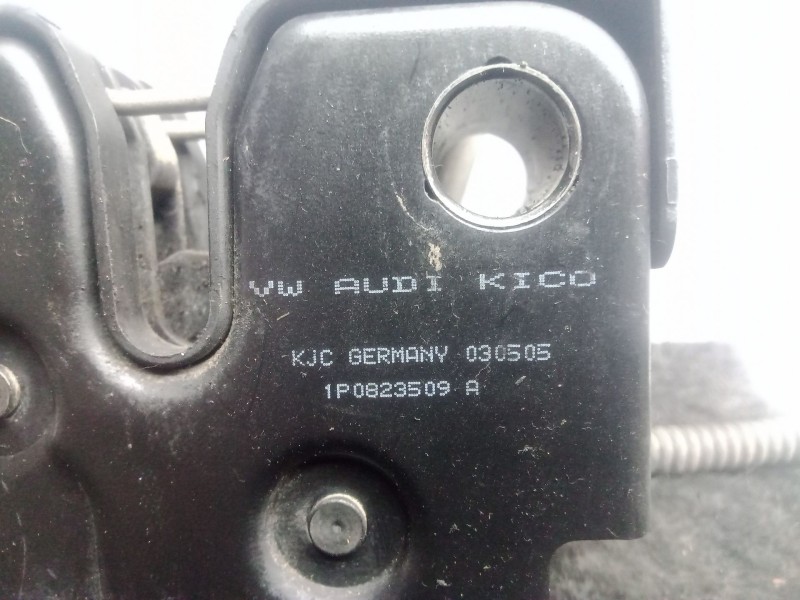 VW AUDI KICO
KJC GERMANY 030505
1P0823509 A